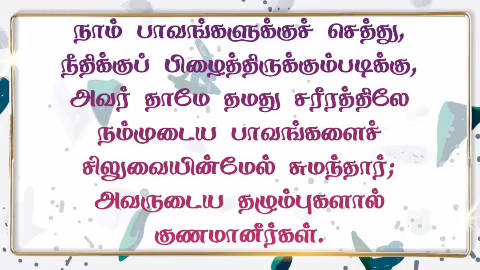 நாம் பாவங்களுக்குச் செத்து,
நீதிக்குப் பிழைத்திருக்கும்படிக்கு,
அவர் தாமே தமது சரீரத்திலே
நம்முடைய பாவங்களைச்
சிலுவையின்மேல் சுமந்தார்;
அவருடைய தழும்புகளால்
குணமானீர்கள்.